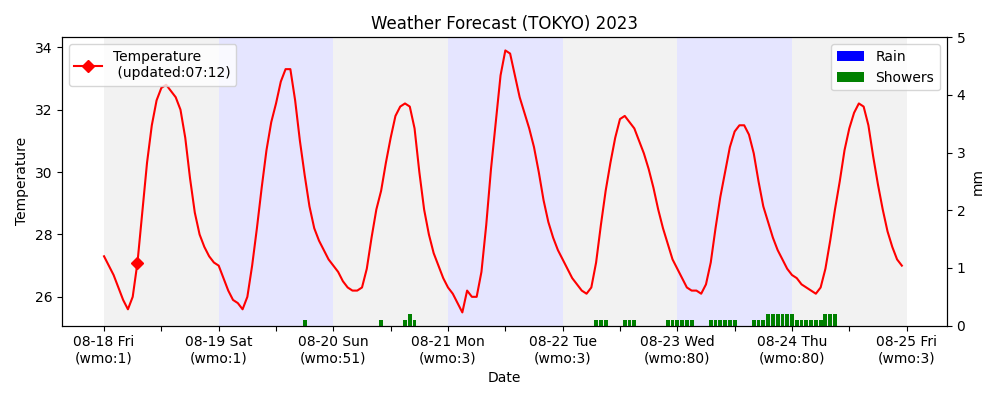 Weather Forecast (TOKYO) 2023
Temperature
(updated:07:12)
Rain
Showers
34
32
30
28
26
Temperature
5
4
3
2
1
0
mm
08-18 Fri
(wmo:1)
08-19 Sat
(wmo:1)
08-20 Sun
(wmo:51)
08-21 Mon
(wmo:3)
08-22 Tue
(wmo:3)
08-23 Wed
(wmo:80)
08-24 Thu
(wmo:80)
08-25 Fri
(wmo:3)
Date